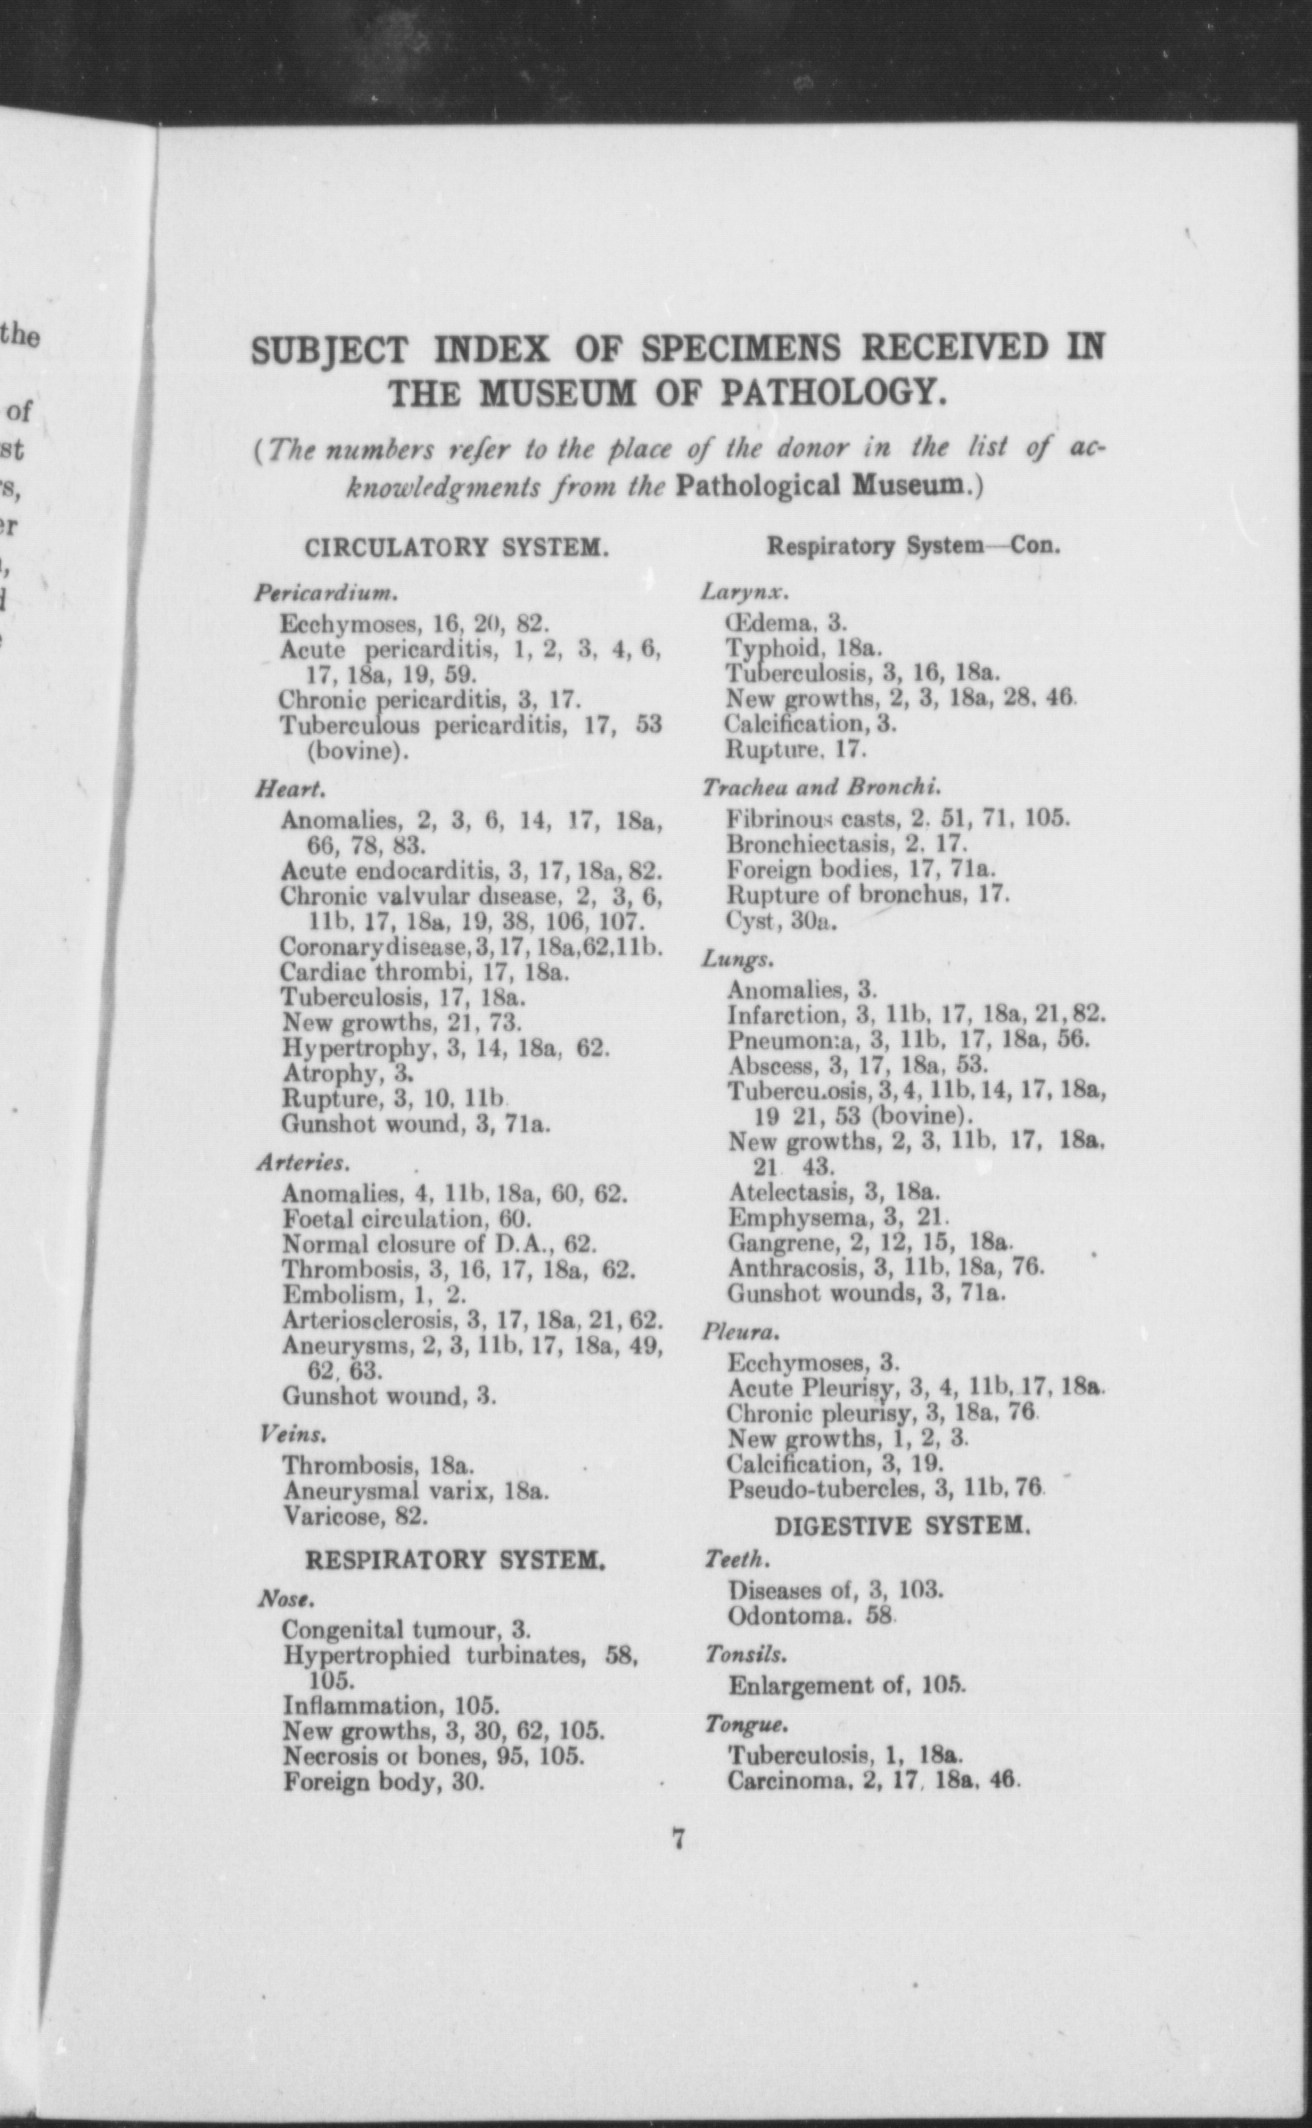 the
of
st
s,
er
SUBJECT INDEX OF SPECIMENS RECEIVED IN
THE MUSEUM OF PATHOLOGY.
(The numbers refer to the place of the donor in the list of ac-
knowledgments from the Pathological Museum.)
CIRCULATORY SYSTEM.
Pericardium.
Ecchymoses, 16, 20, 82.
Acute pericarditis, 1, 2, 3, 4, 6,
17, 18a, 19, 59.
Chronic pericarditis, 3, 17.
Tuberculous pericarditis, 17, 53
(bovine).
Heart.
Anomalies, 2, 3, 6, 14, 17, 18a,
66, 78, 83.
Acute endocarditis, 3, 17, 18a, 82.
Chronic valvular disease, 2, 3, 6,
11b, 17, 18a, 19, 38, 106, 107.
Coronary disease, 3, 17, 18a, 62, 11b.
Cardiac thrombi, 17, 18a.
Tuberculosis, 17, 18a.
New growths, 21, 73.
Hypertrophy, 3, 14, 18a, 62.
Atrophy, 3.
Rupture, 3, 10, 11b
Gunshot wound, 3, 71a.
Arteries.
Anomalies, 4, 11b, 18a, 60, 62.
Foetal circulation, 60.
Normal closure of D.A., 62.
Thrombosis, 3, 16, 17, 18a, 62.
Embolism, 1, 2.
Arteriosclerosis, 3, 17, 18a, 21, 62.
Aneurysms, 2, 3, 11b, 17, 18a, 49,
62, 63.
Gunshot wound, 3.
Veins.
Thrombosis, 18a.
Aneurysmal varix, 18a.
Varicose, 82.
RESPIRATORY SYSTEM.
Nose.
Congenital tumour, 3.
Hypertrophied turbinates, 58,
105.
Inflammation, 105.
New growths, 3, 30, 62, 105.
Necrosis of bones, 95, 105.
Foreign body, 30.
Respiratory System—Con.
Larynx.
Œdema, 3.
Typhoid, 18a.
Tuberculosis, 3, 16, 18a.
New growths, 2, 3, 18a, 28, 46.
Calcification, 3.
Rupture, 17.
Trachea and Bronchi.
Fibrinous casts, 2, 51, 71, 105.
Bronchiectasis, 2, 17.
Foreign bodies, 17, 71a.
Rupture of bronchus, 17.
Cyst, 30a.
Lungs.
Anomalies, 3.
Infarction, 3, 11b, 17, 18a, 21, 82.
Pneumonia, 3, 11b, 17, 18a, 56.
Abscess, 3, 17, 18a, 53.
Tuberculosis, 3, 4, 11b, 14, 17, 18a,
19 21, 53 (bovine).
New growths, 2, 3, 11b, 17, 18a,
21 43.
Atelectasis, 3, 18a.
Emphysema, 3, 21.
Gangrene, 2, 12, 15, 18a.
Anthracosis, 3, 11b, 18a, 76.
Gunshot wounds, 3, 71a.
Pleura.
Ecchymoses, 3.
Acute Pleurisy, 3, 4, 11b, 17, 18a.
Chronic pleurisy, 3, 18a, 76.
New growths, 1, 2, 3.
Calcification, 3, 19.
Pseudo-tubercles, 3, 11b, 76.
DIGESTIVE SYSTEM.
Teeth.
Diseases of, 3, 103.
Odontoma, 58.
Tonsils.
Enlargement of, 105.
Tongue.
Tuberculosis, 1, 18a.
Carcinoma, 2, 17, 18a, 46.
7